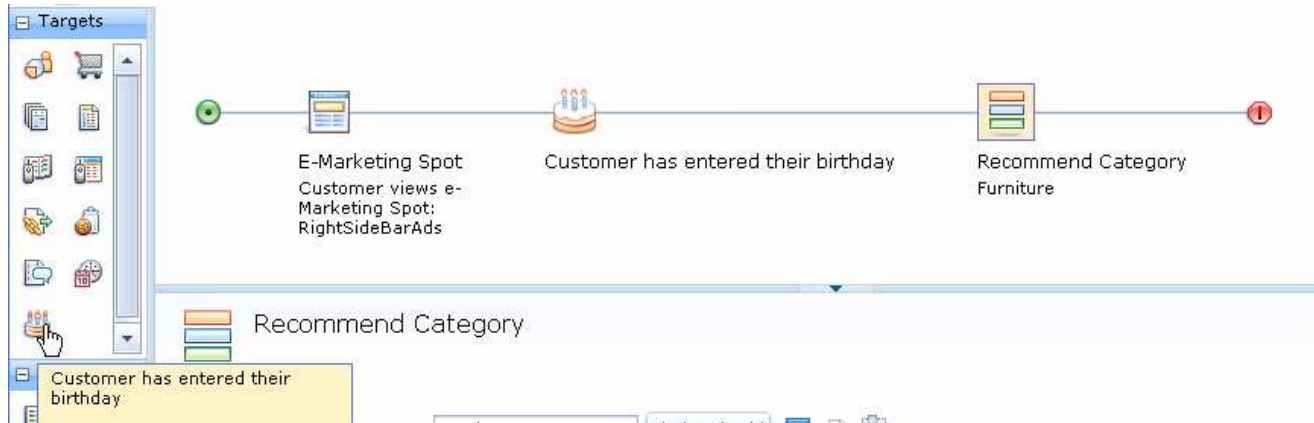 Targets
E-Marketing Spot
Customer views e-
Marketing Spot:
RightSideBarAds
Customer has entered their birthday
Recommend Category
Furniture
Recommend Category
Customer has entered their
birthday